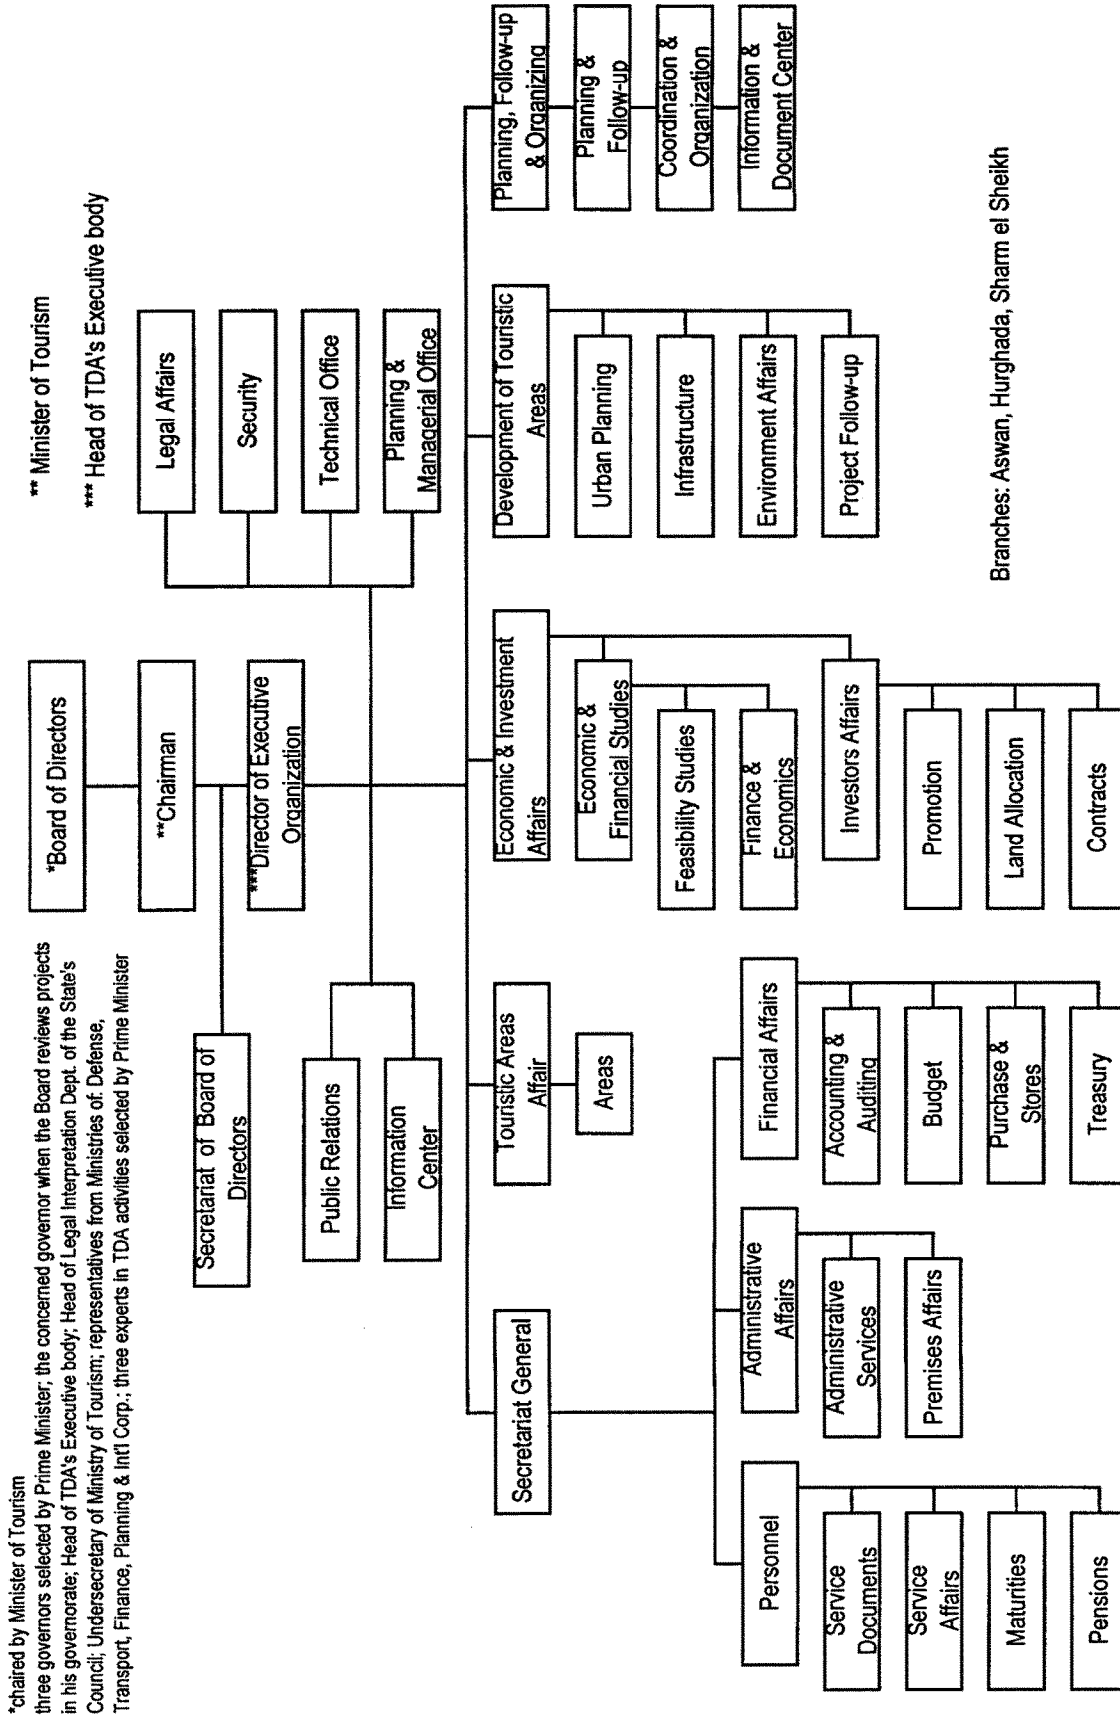 *chaired by Minister of Tourism
three governors selected by Prime Minister; the concerned governor when the Board reviews projects
in his governorate; Head of TDA's Executive body; Head of Legal Interpretation Dept. of the State's
Council; Undersecretary of Ministry of Tourism; representatives from Ministries of: Defense,
Transport, Finance, Planning & Int'l Corp.; three experts in TDA activities selected by Prime Minister
** Minister of Tourism
*** Head of TDA's Executive body
*Board of Directors
**Chairman
Secretariat of Board of
Directors
***Director of Executive
Organization
Legal Affairs
Security
Technical Office
Planning &
Managerial Office
Public Relations
Information
Center
Secretariat General
Touristic Areas
Affair
Areas
Economic & Investment
Affairs
Development of Touristic
Areas
Planning, Follow-up
& Organizing
Personnel
Service
Documents
Service
Affairs
Maturities
Pensions
Administrative
Affairs
Administrative
Services
Premises Affairs
Financial Affairs
Accounting &
Auditing
Budget
Purchase &
Stores
Treasury
Economic &
Financial Studies
Feasibility Studies
Finance &
Economics
Investors Affairs
Promotion
Land Allocation
Contracts
Urban Planning
Infrastructure
Environment Affairs
Project Follow-up
Planning &
Follow-up
Coordination &
Organization
Information &
Document Center
Branches: Aswan, Hurghada, Sharm el Sheikh